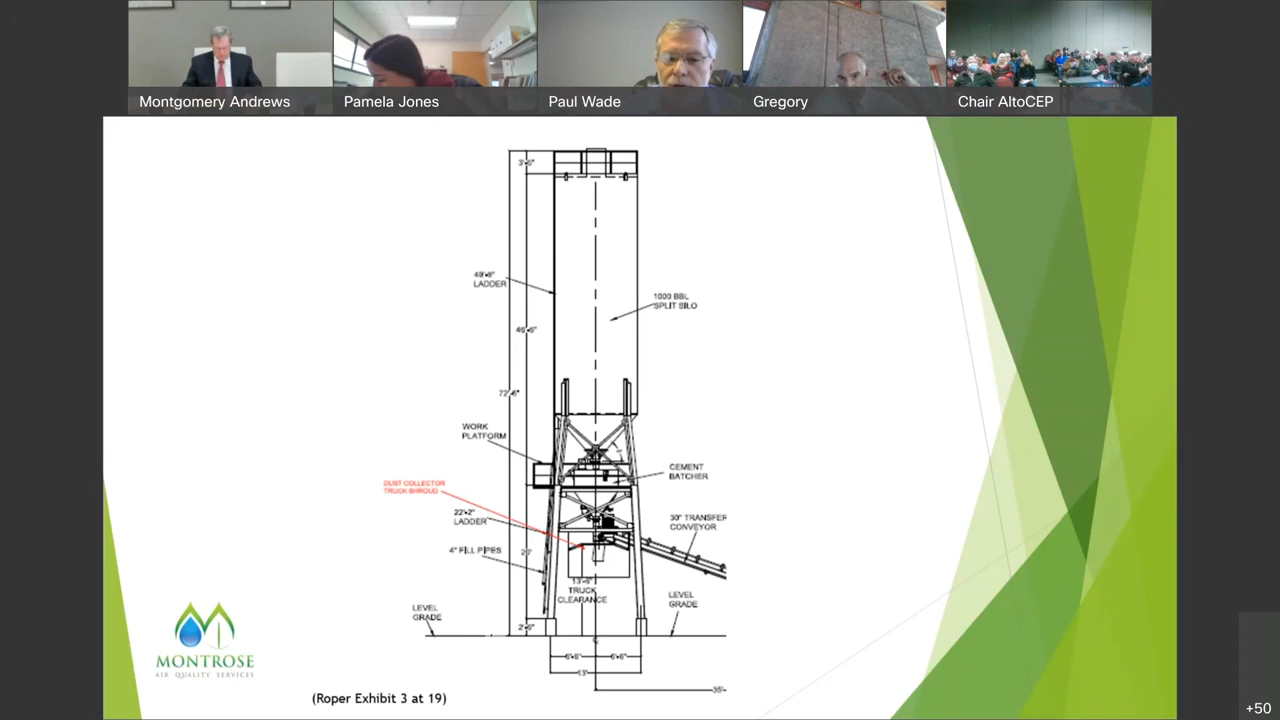 Montgomery Andrews
Pamela Jones
Paul Wade
Gregory
Chair AltoCEP
3'-6"
49'-8"
LADDER
1000 BBL
SPLIT SILO
46'-6"
72'-6"
WORK
PLATFORM
CEMENT
BATCHER
DUST COLLECTOR
TRUCK SHROUD
22'-2"
LADDER
30" TRANSFER
CONVEYOR
4" FILL PIPES
20'
13'-6"
TRUCK
CLEARANCE
LEVEL
GRADE
LEVEL
GRADE
2'-6"
6'-6"
6'-6"
13'
35'
MONTROSE
AIR QUALITY SERVICES
(Roper Exhibit 3 at 19)
+50